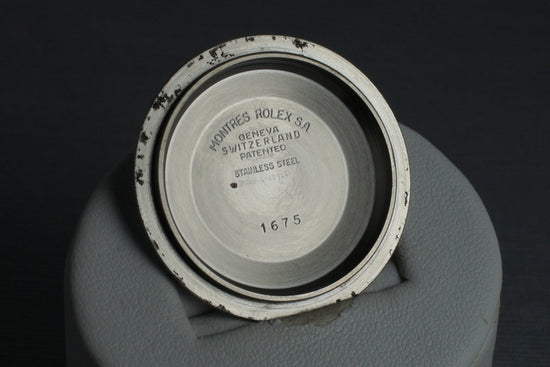 MONTRES ROLEX S.A.
GENEVA
SWITZERLAND
PATENTED
STAINLESS STEEL
1675